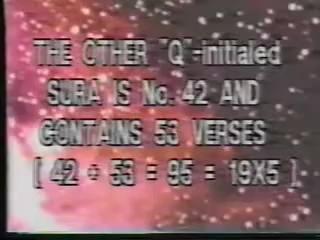 THE OTHER "Q"-initialed
SURA IS No. 42 AND
CONTAINS 53 VERSES
[ 42 + 53 = 95 = 19X5 ]